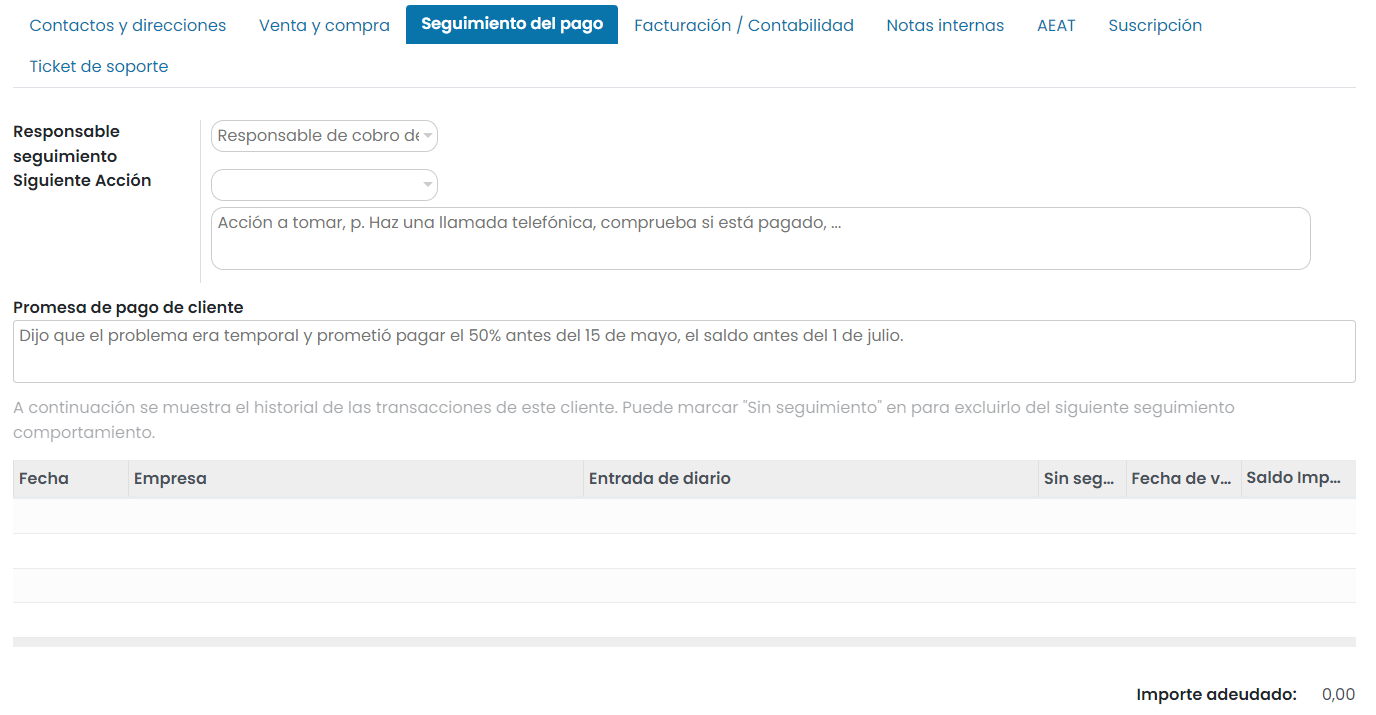 Contactos y direcciones Venta y compra Seguimiento del pago Facturación / Contabilidad Notas internas AEAT Suscripción
Ticket de soporte
Responsable
seguimiento
Responsable de cobro de
Siguiente Acción
Acción a tomar, p. Haz una llamada telefónica, comprueba si está pagado, ...
Promesa de pago de cliente
Dijo que el problema era temporal y prometió pagar el 50% antes del 15 de mayo, el saldo antes del 1 de julio.
A continuación se muestra el historial de las transacciones de este cliente. Puede marcar "Sin seguimiento" en para excluirlo del siguiente seguimiento
comportamiento.
Fecha Empresa Entrada de diario Sin seg... Fecha de v... Saldo Imp...
Importe adeudado: 0,00